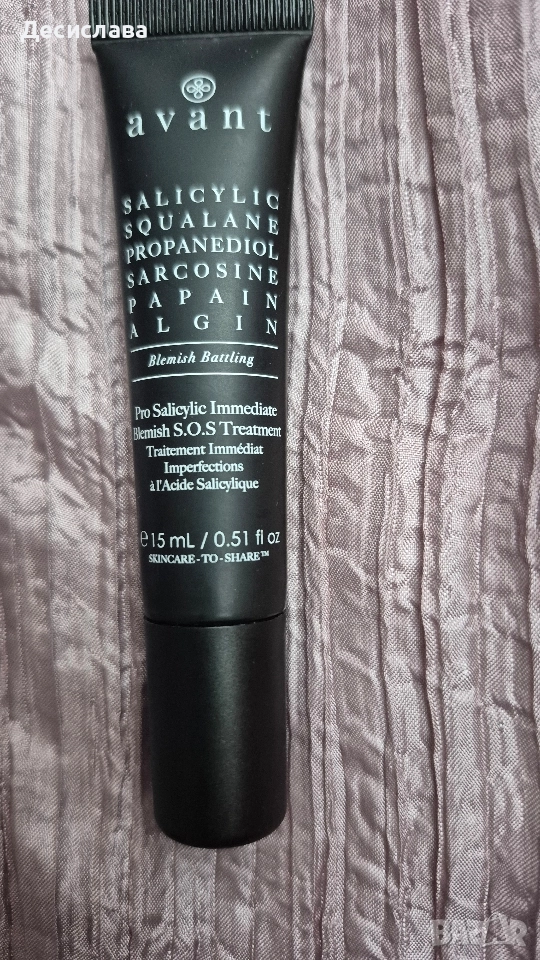 Десислава
avant
SALICYLIC
SQUALANE
PROPANEDIOL
SARCOSINE
PAPAIN
ALGIN
Blemish Battling
Pro Salicylic Immediate
Blemish S.O.S Treatment
Traitement Immédiat
Imperfections
à l'Acide Salicylique
℮15 mL / 0.51 fl oz
SKINCARE-TO-SHARE™
BAZAR